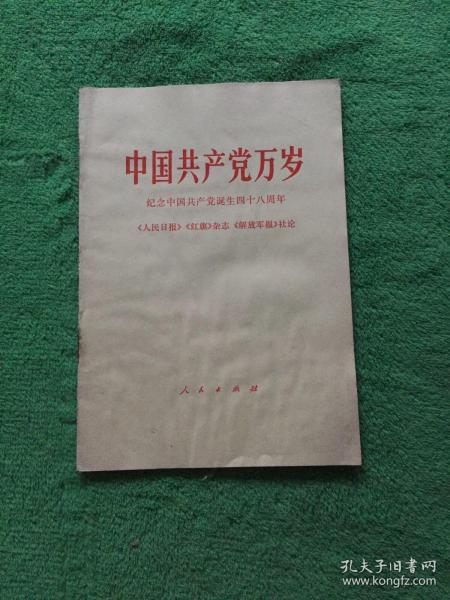 中国共产党万岁
纪念中国共产党诞生四十八周年
《人民日报》《红旗》杂志《解放军报》社论
人民出版社
孔夫子旧书网
www.kongfz.com